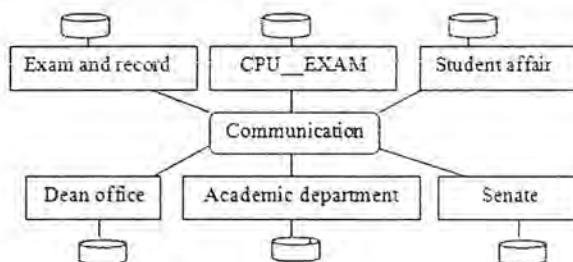 Exam and record
CPU__EXAM
Student affair
Communication
Dean office
Academic department
Senate